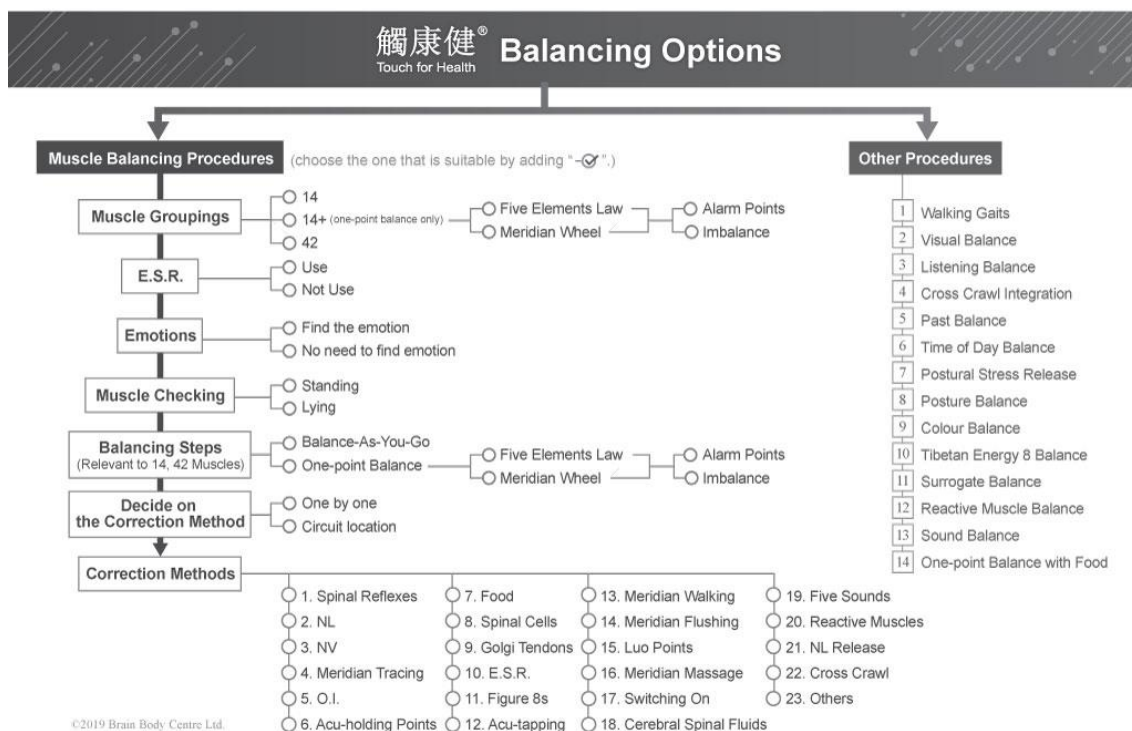 觸康健® Balancing Options
Touch for Health
Muscle Balancing Procedures
(choose the one that is suitable by adding “–✓”.)
Muscle Groupings
14
14+ (one-point balance only)
42
Five Elements Law
Meridian Wheel
Alarm Points
Imbalance
E.S.R.
Use
Not Use
Emotions
Find the emotion
No need to find emotion
Muscle Checking
Standing
Lying
Balancing Steps
(Relevant to 14, 42 Muscles)
Balance-As-You-Go
One-point Balance
Five Elements Law
Meridian Wheel
Alarm Points
Imbalance
Decide on
the Correction Method
One by one
Circuit location
Correction Methods
1. Spinal Reflexes
2. NL
3. NV
4. Meridian Tracing
5. O.I.
6. Acu-holding Points
7. Food
8. Spinal Cells
9. Golgi Tendons
10. E.S.R.
11. Figure 8s
12. Acu-tapping
13. Meridian Walking
14. Meridian Flushing
15. Luo Points
16. Meridian Massage
17. Switching On
18. Cerebral Spinal Fluids
19. Five Sounds
20. Reactive Muscles
21. NL Release
22. Cross Crawl
23. Others
Other Procedures
1 Walking Gaits
2 Visual Balance
3 Listening Balance
4 Cross Crawl Integration
5 Past Balance
6 Time of Day Balance
7 Postural Stress Release
8 Posture Balance
9 Colour Balance
10 Tibetan Energy 8 Balance
11 Surrogate Balance
12 Reactive Muscle Balance
13 Sound Balance
14 One-point Balance with Food
©2019 Brain Body Centre Ltd.